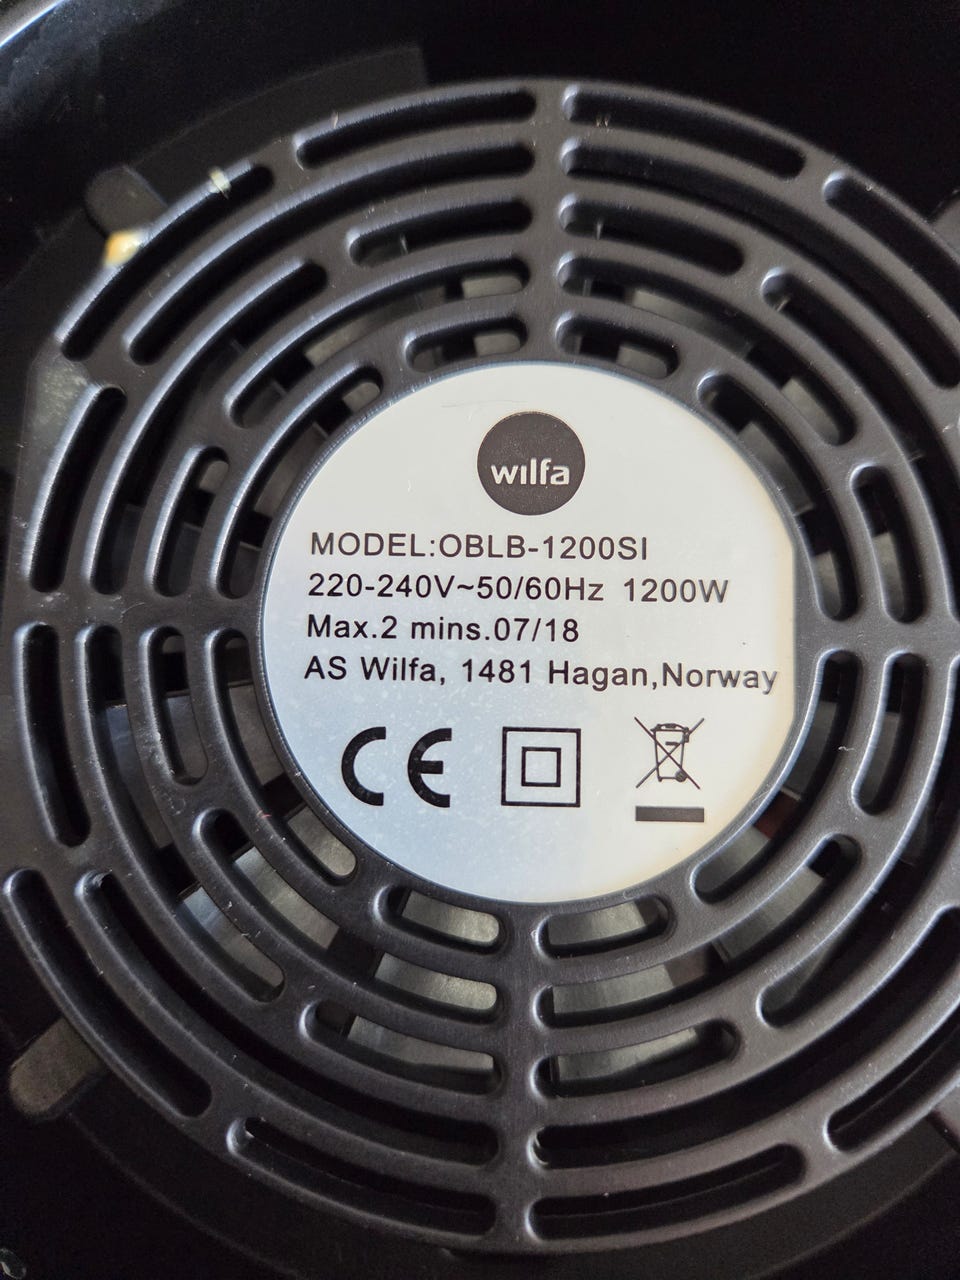 wilfa
MODEL:OBLB-1200SI
220-240V~50/60Hz 1200W
Max.2 mins.07/18
AS Wilfa, 1481 Hagan,Norway
CE